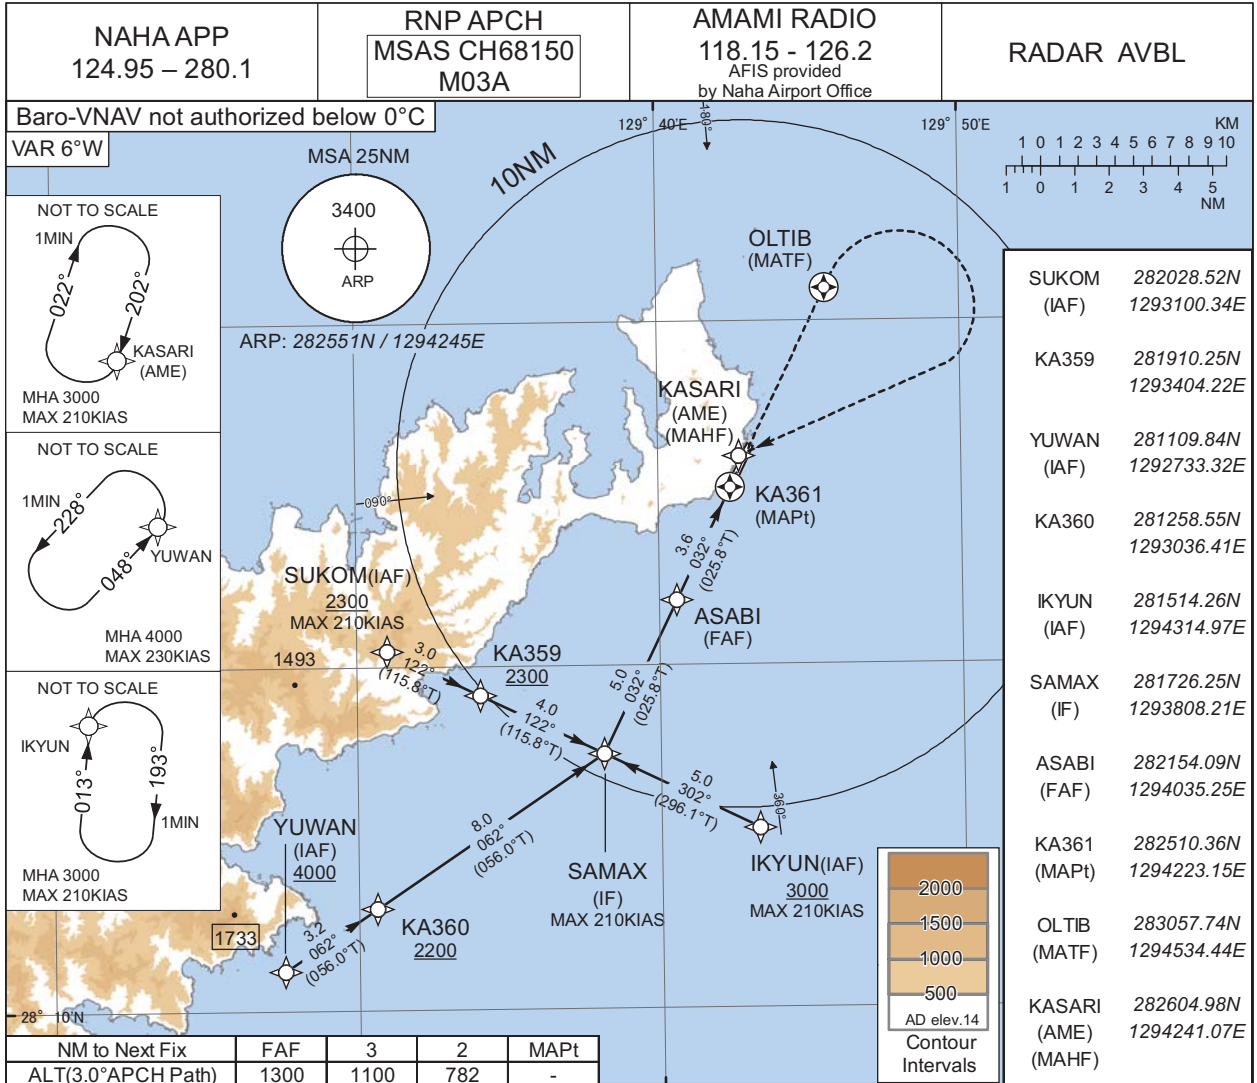 NAHA APP
124.95 – 280.1
RNP APCH
MSAS CH68150
M03A
AMAMI RADIO
118.15 - 126.2
AFIS provided
by Naha Airport Office
RADAR AVBL
Baro-VNAV not authorized below 0°C
VAR 6°W
MSA 25NM
3400
ARP
ARP: 282551N / 1294245E
10NM
180°
129° 40'E
129° 50'E
KM
1 0 1 2 3 4 5 6 7 8 9 10
1 0 1 2 3 4 5
NM
NOT TO SCALE
1MIN
022°
202°
KASARI
(AME)
MHA 3000
MAX 210KIAS
NOT TO SCALE
1MIN
228°
048°
YUWAN
MHA 4000
MAX 230KIAS
NOT TO SCALE
IKYUN
013°
193°
1MIN
MHA 3000
MAX 210KIAS
OLTIB
(MATF)
KASARI
(AME)
(MAHF)
KA361
(MAPt)
090°
3.6
032°
(025.8°T)
SUKOM(IAF)
2300
MAX 210KIAS
1493
3.0
122°
(115.8°T)
KA359
2300
ASABI
(FAF)
4.0
122°
(115.8°T)
5.0
032°
(025.8°T)
5.0
302°
(296.1°T)
360°
8.0
062°
(056.0°T)
YUWAN
(IAF)
4000
SAMAX
(IF)
MAX 210KIAS
IKYUN(IAF)
3000
MAX 210KIAS
1733
3.2
062°
(056.0°T)
KA360
2200
28° 10'N
2000
1500
1000
500
AD elev.14
Contour
Intervals
SUKOM 282028.52N
(IAF) 1293100.34E
KA359 281910.25N
1293404.22E
YUWAN 281109.84N
(IAF) 1292733.32E
KA360 281258.55N
1293036.41E
IKYUN 281514.26N
(IAF) 1294314.97E
SAMAX 281726.25N
(IF) 1293808.21E
ASABI 282154.09N
(FAF) 1294035.25E
KA361 282510.36N
(MAPt) 1294223.15E
OLTIB 283057.74N
(MATF) 1294534.44E
KASARI 282604.98N
(AME) 1294241.07E
(MAHF)
NM to Next Fix FAF 3 2 MAPt
ALT(3.0°APCH Path) 1300 1100 782 -